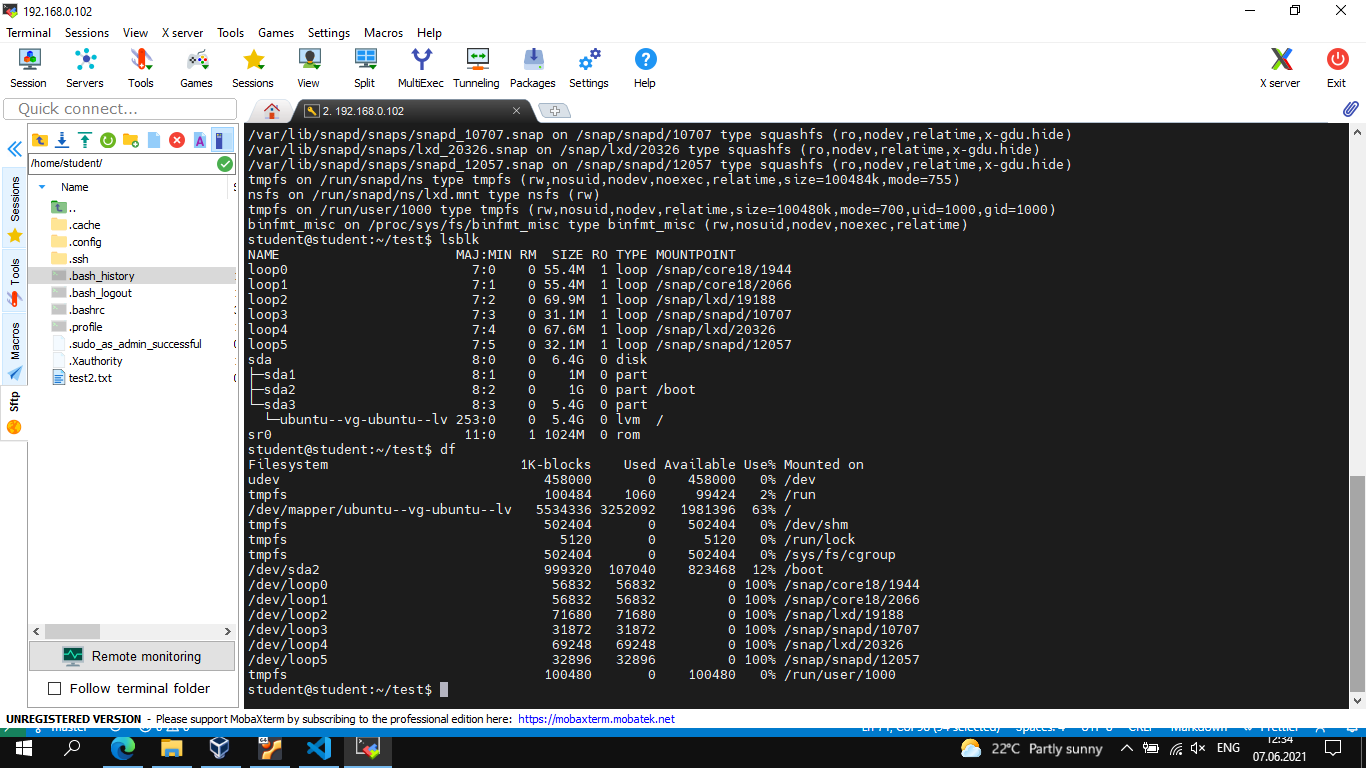 192.168.0.102
Terminal Sessions View X server Tools Games Settings Macros Help
Session Servers Tools Games Sessions View Split MultiExec Tunneling Packages Settings Help X server Exit
Quick connect...
2. 192.168.0.102
/home/student/
Name
..
.cache
.config
.ssh
.bash_history
.bash_logout
.bashrc
.profile
.sudo_as_admin_successful
.Xauthority
test2.txt
Sessions
Tools
Macros
Sftp
Remote monitoring
Follow terminal folder
/var/lib/snapd/snaps/snapd_10707.snap on /snap/snapd/10707 type squashfs (ro,nodev,relatime,x-gdu.hide)
/var/lib/snapd/snaps/lxd_20326.snap on /snap/lxd/20326 type squashfs (ro,nodev,relatime,x-gdu.hide)
/var/lib/snapd/snaps/snapd_12057.snap on /snap/snapd/12057 type squashfs (ro,nodev,relatime,x-gdu.hide)
tmpfs on /run/snapd/ns type tmpfs (rw,nosuid,nodev,noexec,relatime,size=100484k,mode=755)
nsfs on /run/snapd/ns/lxd.mnt type nsfs (rw)
tmpfs on /run/user/1000 type tmpfs (rw,nosuid,nodev,relatime,size=100480k,mode=700,uid=1000,gid=1000)
binfmt_misc on /proc/sys/fs/binfmt_misc type binfmt_misc (rw,nosuid,nodev,noexec,relatime)
student@student:~/test$ lsblk
NAME MAJ:MIN RM SIZE RO TYPE MOUNTPOINT
loop0 7:0 0 55.4M 1 loop /snap/core18/1944
loop1 7:1 0 55.4M 1 loop /snap/core18/2066
loop2 7:2 0 69.9M 1 loop /snap/lxd/19188
loop3 7:3 0 31.1M 1 loop /snap/snapd/10707
loop4 7:4 0 67.6M 1 loop /snap/lxd/20326
loop5 7:5 0 32.1M 1 loop /snap/snapd/12057
sda 8:0 0 6.4G 0 disk
├─sda1 8:1 0 1M 0 part
├─sda2 8:2 0 1G 0 part /boot
└─sda3 8:3 0 5.4G 0 part
└─ubuntu--vg-ubuntu--lv 253:0 0 5.4G 0 lvm /
sr0 11:0 1 1024M 0 rom
student@student:~/test$ df
Filesystem 1K-blocks Used Available Use% Mounted on
udev 458000 0 458000 0% /dev
tmpfs 100484 1060 99424 2% /run
/dev/mapper/ubuntu--vg-ubuntu--lv 5534336 3252092 1981396 63% /
tmpfs 502404 0 502404 0% /dev/shm
tmpfs 5120 0 5120 0% /run/lock
tmpfs 502404 0 502404 0% /sys/fs/cgroup
/dev/sda2 999320 107040 823468 12% /boot
/dev/loop0 56832 56832 0 100% /snap/core18/1944
/dev/loop1 56832 56832 0 100% /snap/core18/2066
/dev/loop2 71680 71680 0 100% /snap/lxd/19188
/dev/loop3 31872 31872 0 100% /snap/snapd/10707
/dev/loop4 69248 69248 0 100% /snap/lxd/20326
/dev/loop5 32896 32896 0 100% /snap/snapd/12057
tmpfs 100480 0 100480 0% /run/user/1000
student@student:~/test$
UNREGISTERED VERSION - Please support MobaXterm by subscribing to the professional edition here: https://mobaxterm.mobatek.net
22°C Partly sunny ENG 12:34
07.06.2021